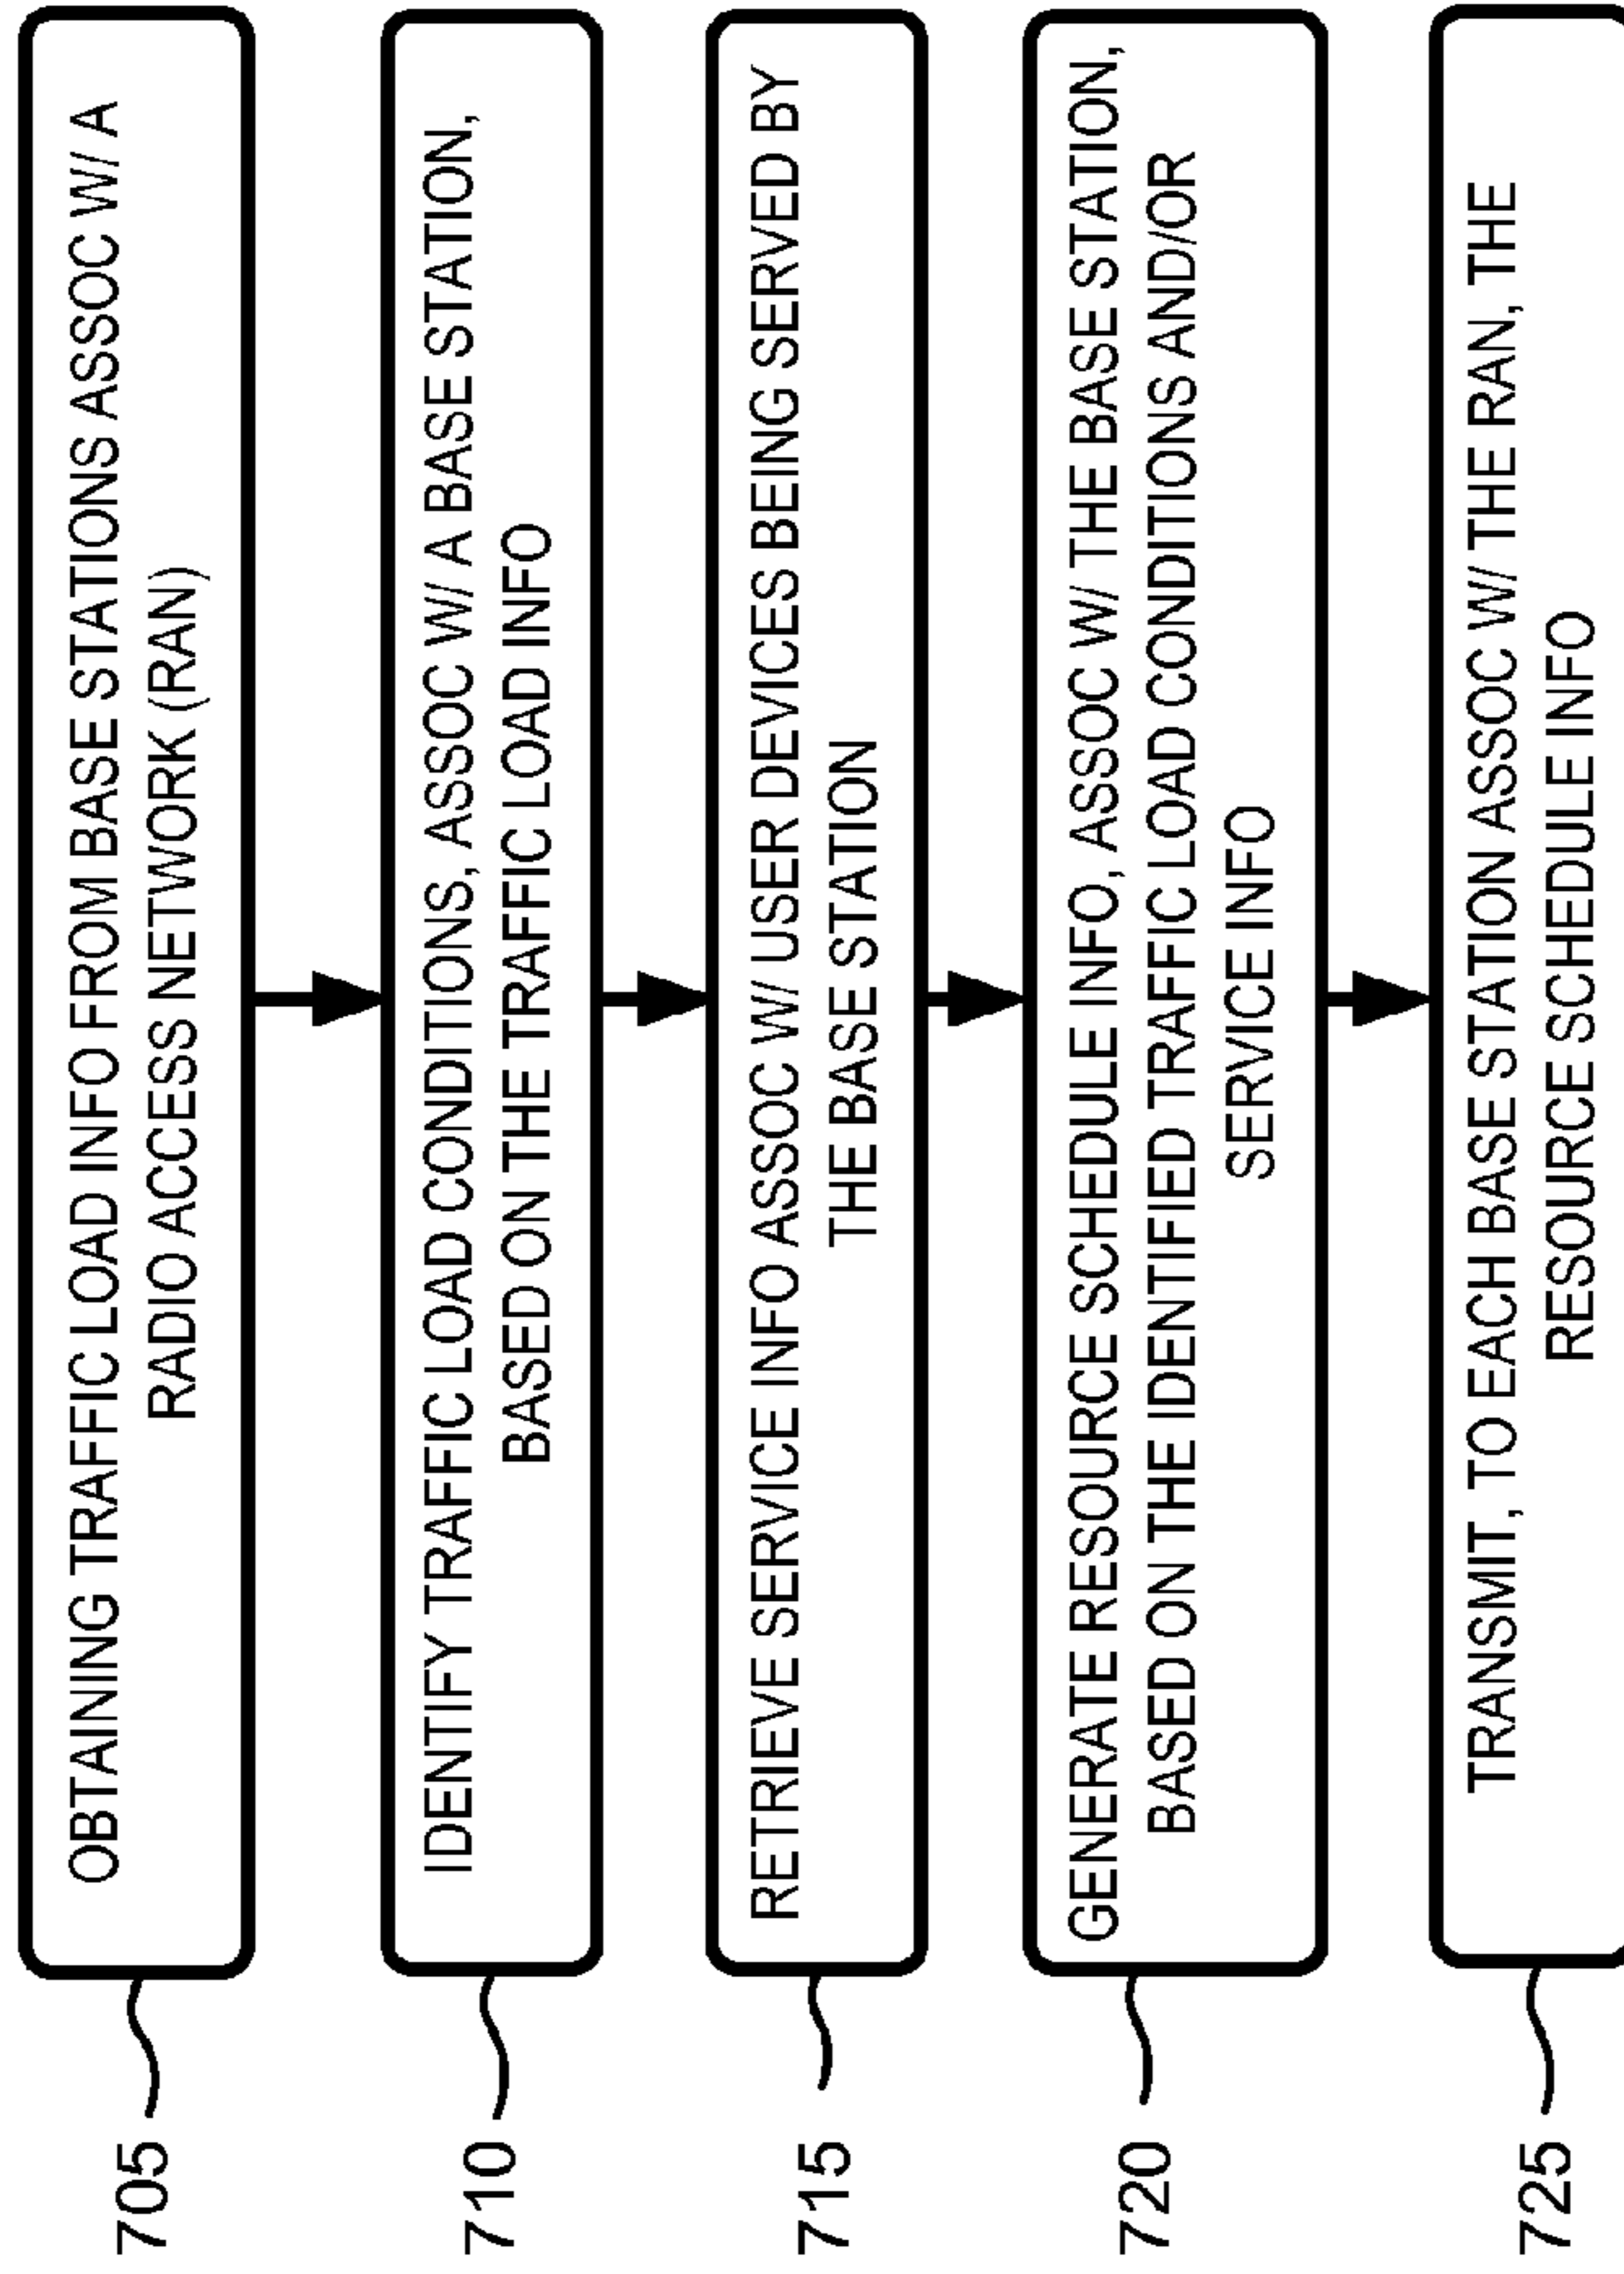 705
OBTAINING TRAFFIC LOAD INFO FROM BASE STATIONS ASSOC W/ A
RADIO ACCESS NETWORK (RAN)
710
IDENTIFY TRAFFIC LOAD CONDITIONS, ASSOC W/ A BASE STATION,
BASED ON THE TRAFFIC LOAD INFO
715
RETRIEVE SERVICE INFO ASSOC W/ USER DEVICES BEING SERVED BY
THE BASE STATION
720
GENERATE RESOURCE SCHEDULE INFO, ASSOC W/ THE BASE STATION,
BASED ON THE IDENTIFIED TRAFFIC LOAD CONDITIONS AND/OR
SERVICE INFO
725
TRANSMIT, TO EACH BASE STATION ASSOC W/ THE RAN, THE
RESOURCE SCHEDULE INFO